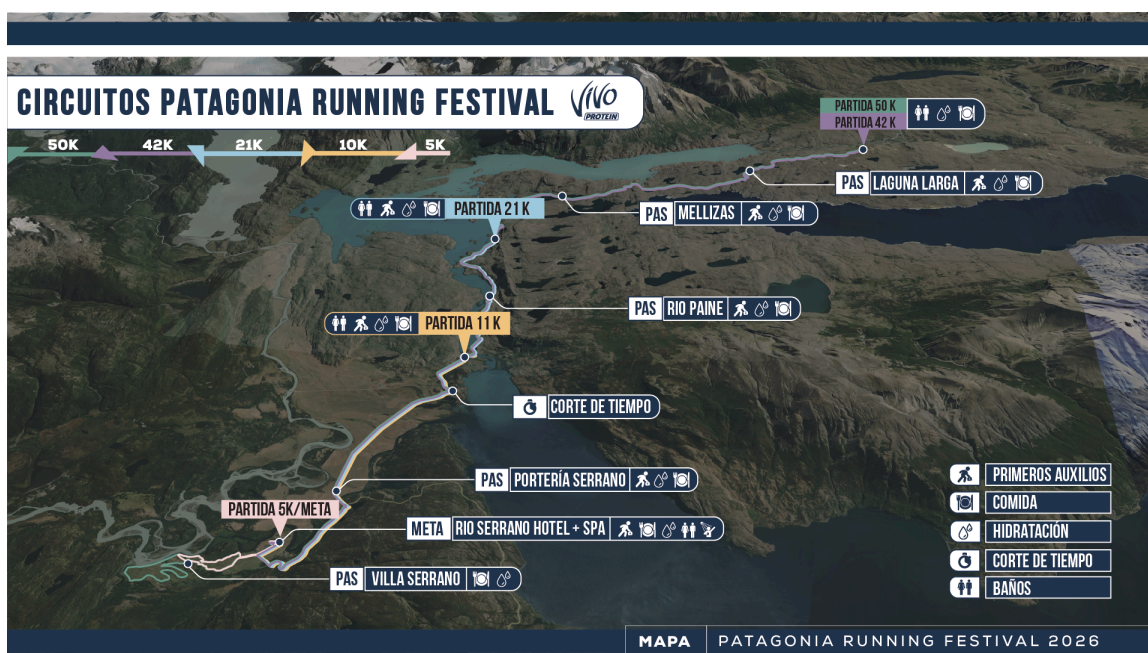 CIRCUITOS PATAGONIA RUNNING FESTIVAL
VIVO
PROTEIN
50K
42K
21K
10K
5K
PARTIDA 50 K
PARTIDA 42 K
PAS LAGUNA LARGA
PAS MELLIZAS
PARTIDA 21 K
PAS RIO PAINE
PARTIDA 11 K
CORTE DE TIEMPO
PAS PORTERÍA SERRANO
PARTIDA 5K/META
META RIO SERRANO HOTEL + SPA
PAS VILLA SERRANO
PRIMEROS AUXILIOS
COMIDA
HIDRATACIÓN
CORTE DE TIEMPO
BAÑOS
MAPA PATAGONIA RUNNING FESTIVAL 2026